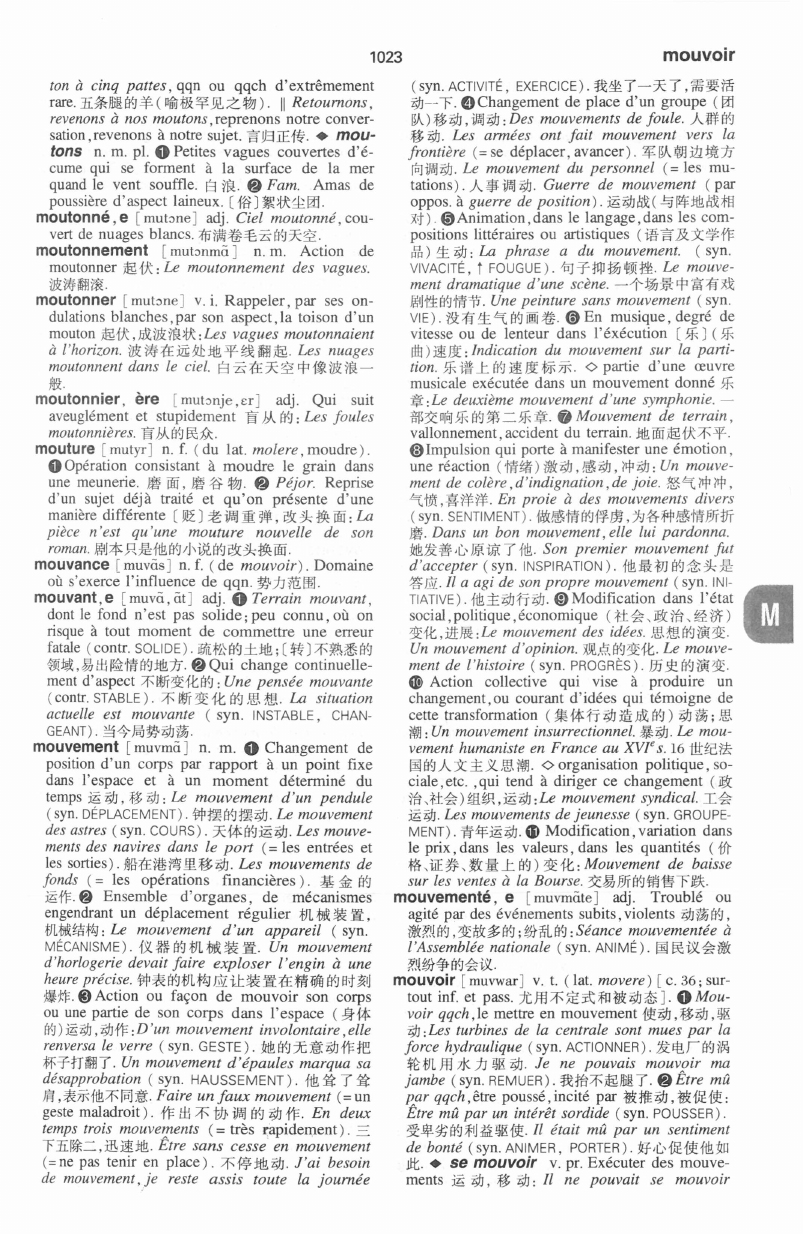 1023
mouvoir
ton à cinq pattes, qqn ou qqch d'extrêmement
rare. 五条腿的羊(喻极罕见之物). ‖ Retournons,
revenons à nos moutons, reprenons notre conver-
sation, revenons à notre sujet. 言归正传. ◆ mou-
tons n. m. pl. ❶ Petites vagues couvertes d'é-
cume qui se forment à la surface de la mer
quand le vent souffle. 白浪. ❷ Fam. Amas de
poussière d'aspect laineux. [俗]絮状尘团.
moutonné, e [mutɔne] adj. Ciel moutonné, cou-
vert de nuages blancs. 布满卷毛云的天空.
moutonnement [mutɔnmɑ̃] n. m. Action de
moutonner 起伏: Le moutonnement des vagues.
波涛翻滚.
moutonner [mutɔne] v. i. Rappeler, par ses on-
dulations blanches, par son aspect, la toison d'un
mouton 起伏,成波浪状: Les vagues moutonnaient
à l'horizon. 波涛在远处地平线翻起. Les nuages
moutonnent dans le ciel. 白云在天空中像波浪一
般.
moutonnier, ère [mutɔnje, ɛr] adj. Qui suit
aveuglément et stupidement 盲从的: Les foules
moutonnières. 盲从的民众.
mouture [mutyr] n. f. (du lat. molere, moudre).
❶ Opération consistant à moudre le grain dans
une meunerie. 磨面, 磨谷物. ❷ Péjor. Reprise
d'un sujet déjà traité et qu'on présente d'une
manière différente [贬]老调重弹,改头换面: La
pièce n'est qu'une mouture nouvelle de son
roman. 剧本只是他的小说的改头换面.
mouvance [muvɑ̃s] n. f. (de mouvoir). Domaine
où s'exerce l'influence de qqn. 势力范围.
mouvant, e [muvɑ̃, ɑ̃t] adj. ❶ Terrain mouvant,
dont le fond n'est pas solide; peu connu, où on
risque à tout moment de commettre une erreur
fatale (contr. SOLIDE). 疏松的土地;[转]不熟悉的
领域,易出险情的地方. ❷ Qui change continuelle-
ment d'aspect 不断变化的: Une pensée mouvante
(contr. STABLE). 不断变化的思想. La situation
actuelle est mouvante (syn. INSTABLE, CHAN-
GEANT). 当今局势动荡.
mouvement [muvmɑ̃] n. m. ❶ Changement de
position d'un corps par rapport à un point fixe
dans l'espace et à un moment déterminé du
temps 运动,移动: Le mouvement d'un pendule
(syn. DÉPLACEMENT). 钟摆的摆动. Le mouvement
des astres (syn. COURS). 天体的运动. Les mouve-
ments des navires dans le port (= les entrées et
les sorties). 船在港湾里移动. Les mouvements de
fonds (= les opérations financières). 基金的
运作. ❷ Ensemble d'organes, de mécanismes
engendrant un déplacement régulier 机械装置,
机械结构: Le mouvement d'un appareil (syn.
MÉCANISME). 仪器的机械装置. Un mouvement
d'horlogerie devait faire exploser l'engin à une
heure précise. 钟表的机构应让装置在精确的时刻
爆炸. ❸ Action ou façon de mouvoir son corps
ou une partie de son corps dans l'espace (身体
的)运动,动作: D'un mouvement involontaire, elle
renversa le verre (syn. GESTE). 她的无意动作把
杯子打翻了. Un mouvement d'épaules marqua sa
désapprobation (syn. HAUSSEMENT). 他耸了耸
肩,表示他不同意. Faire un faux mouvement (= un
geste maladroit). 作出不协调的动作. En deux
temps trois mouvements (= très rapidement). 三
下五除二,迅速地. Être sans cesse en mouvement
(= ne pas tenir en place). 不停地动. J'ai besoin
de mouvement, je reste assis toute la journée
(syn. ACTIVITÉ, EXERCICE). 我坐了一天了,需要活
动一下. ❹ Changement de place d'un groupe (团
队)移动,调动: Des mouvements de foule. 人群的
移动. Les armées ont fait mouvement vers la
frontière (= se déplacer, avancer). 军队朝边境方
向调动. Le mouvement du personnel (= les mu-
tations). 人事调动. Guerre de mouvement (par
oppos. à guerre de position). 运动战(与阵地战相
对). ❺ Animation, dans le langage, dans les com-
positions littéraires ou artistiques (语言及文学作
品)生动: La phrase a du mouvement. (syn.
VIVACITÉ, ↑ FOUGUE). 句子抑扬顿挫. Le mouve-
ment dramatique d'une scène. 一个场景中富有戏
剧性的情节. Une peinture sans mouvement (syn.
VIE). 没有生气的画卷. ❻ En musique, degré de
vitesse ou de lenteur dans l'éxécution [乐](乐
曲)速度: Indication du mouvement sur la parti-
tion. 乐谱上的速度标示. ◇ partie d'une œuvre
musicale exécutée dans un mouvement donné 乐
章: Le deuxième mouvement d'une symphonie. 一
部交响乐的第二乐章. ❼ Mouvement de terrain,
vallonnement, accident du terrain. 地面起伏不平.
❽ Impulsion qui porte à manifester une émotion,
une réaction (情绪)激动,感动,冲动: Un mouve-
ment de colère, d'indignation, de joie. 怒气冲冲,
气愤,喜洋洋. En proie à des mouvements divers
(syn. SENTIMENT). 做感情的俘虏,为各种感情所折
磨. Dans un bon mouvement, elle lui pardonna.
她发善心原谅了他. Son premier mouvement fut
d'accepter (syn. INSPIRATION). 他最初的念头是
答应. Il a agi de son propre mouvement (syn. INI-
TIATIVE). 他主动行动. ❾ Modification dans l'état
social, politique, économique (社会、政治、经济)
变化,进展: Le mouvement des idées. 思想的演变.
Un mouvement d'opinion. 观点的变化. Le mouve-
ment de l'histoire (syn. PROGRÈS). 历史的演变.
❿ Action collective qui vise à produire un
changement, ou courant d'idées qui témoigne de
cette transformation (集体行动造成的)动荡;思
潮: Un mouvement insurrectionnel. 暴动. Le mou-
vement humaniste en France au XVIe s. 16 世纪法
国的人文主义思潮. ◇ organisation politique, so-
ciale, etc., qui tend à diriger ce changement (政
治、社会)组织,运动: Le mouvement syndical. 工会
运动. Les mouvements de jeunesse (syn. GROUPE-
MENT). 青年运动. ⓫ Modification, variation dans
le prix, dans les valeurs, dans les quantités (价
格、证券、数量上的)变化: Mouvement de baisse
sur les ventes à la Bourse. 交易所的销售下跌.
mouvementé, e [muvmɑ̃te] adj. Troublé ou
agité par des événements subits, violents 动荡的,
激烈的,变故多的;纷乱的: Séance mouvementée à
l'Assemblée nationale (syn. ANIMÉ). 国民议会激
烈纷争的会议.
mouvoir [muvwar] v. t. (lat. movere) [c. 36; sur-
tout inf. et pass. 尤用不定式和被动态]. ❶ Mou-
voir qqch, le mettre en mouvement 使动,移动,驱
动: Les turbines de la centrale sont mues par la
force hydraulique (syn. ACTIONNER). 发电厂的涡
轮机用水力驱动. Je ne pouvais mouvoir ma
jambe (syn. REMUER). 我抬不起腿了. ❷ Être mû
par qqch, être poussé, incité par 被推动,被促使:
Être mû par un intérêt sordide (syn. POUSSER).
受卑劣的利益驱使. Il était mû par un sentiment
de bonté (syn. ANIMER, PORTER). 好心促使他如
此. ◆ se mouvoir v. pr. Exécuter des mouve-
ments 运动, 移动: Il ne pouvait se mouvoir
M